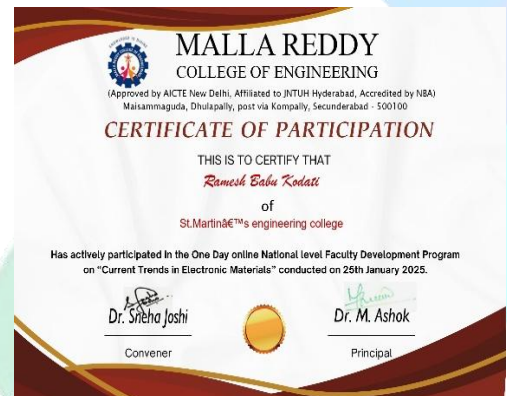 MALLA REDDY
COLLEGE OF ENGINEERING
(Approved by AICTE New Delhi, Affiliated to JNTUH Hyderabad, Accredited by NBA)
Maisammaguda, Dhulapally, post via Kompally, Secunderabad - 500100
CERTIFICATE OF PARTICIPATION
THIS IS TO CERTIFY THAT
Ramesh Babu Kodati
of
St.Martinâ€™s engineering college
Has actively participated in the One Day online National level Faculty Development Program
on “Current Trends in Electronic Materials” conducted on 25th January 2025.
Dr. Sneha Joshi
Dr. M. Ashok
Convener
Principal